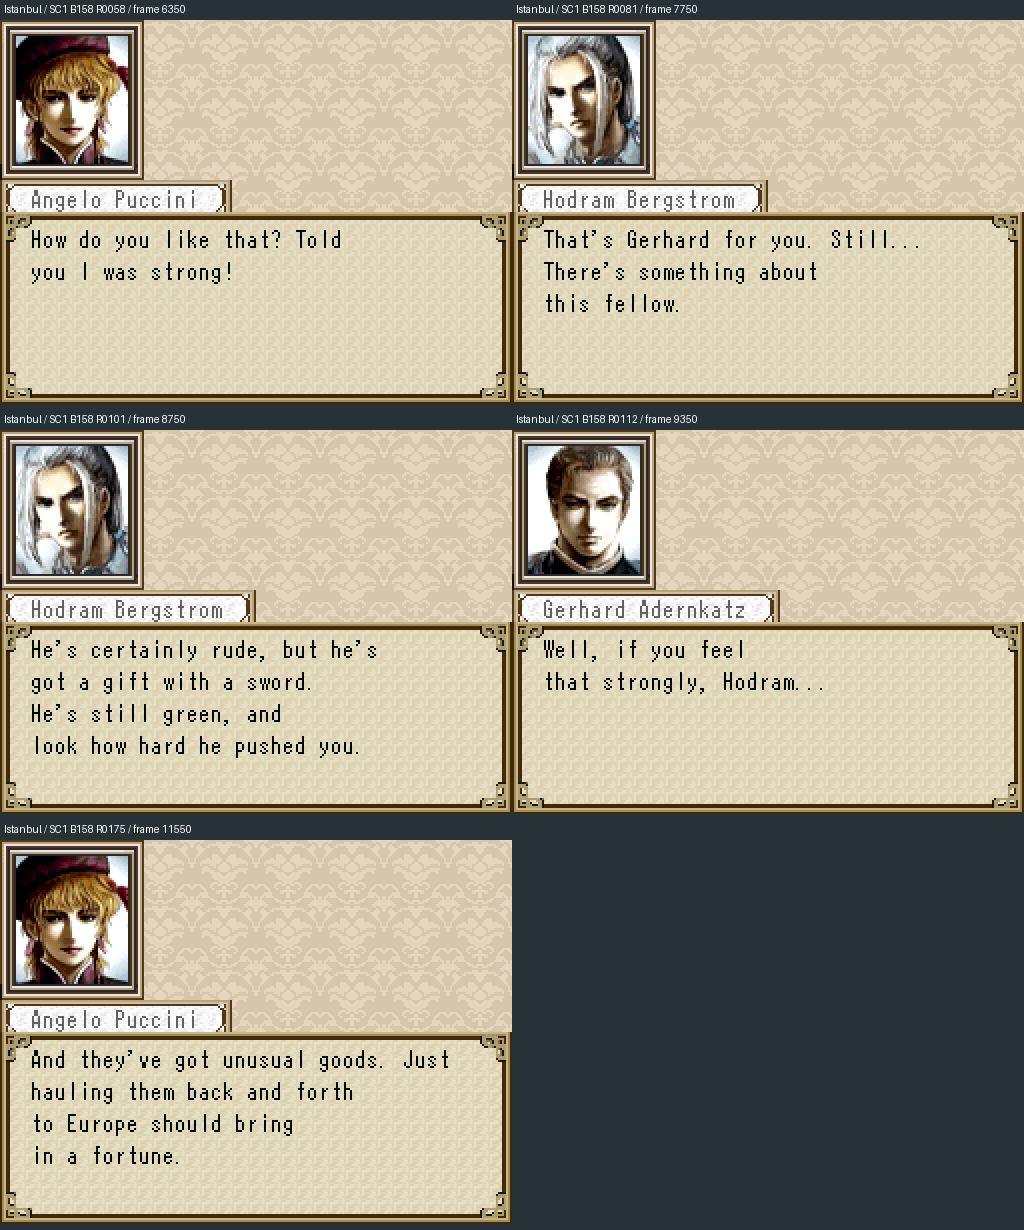 Istanbul / SC1 B158 R0058 / frame 6350
Angelo Puccini
How do you like that? Told
you I was strong!
Istanbul / SC1 B158 R0081 / frame 7750
Hodram Bergstrom
That's Gerhard for you. Still...
There's something about
this fellow.
Istanbul / SC1 B158 R0101 / frame 8750
Hodram Bergstrom
He's certainly rude, but he's
got a gift with a sword.
He's still green, and
look how hard he pushed you.
Istanbul / SC1 B158 R0112 / frame 9350
Gerhard Adernkatz
Well, if you feel
that strongly, Hodram...
Istanbul / SC1 B158 R0175 / frame 11550
Angelo Puccini
And they've got unusual goods. Just
hauling them back and forth
to Europe should bring
in a fortune.